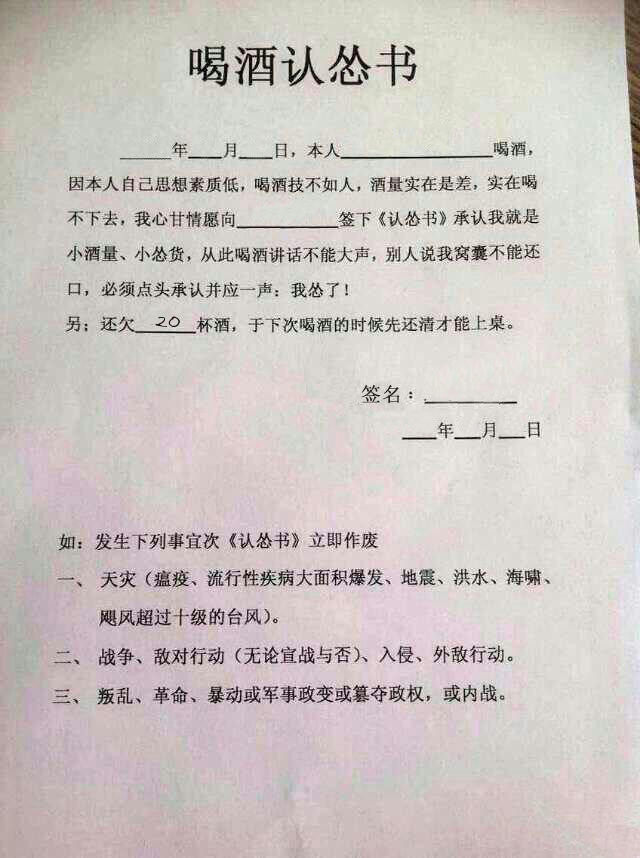 喝酒认怂书
_____年___月___日，本人______________喝酒，
因本人自己思想素质低，喝酒技不如人，酒量实在是差，实在喝
不下去，我心甘情愿向__________签下《认怂书》承认我就是
小酒量、小怂货，从此喝酒讲话不能大声，别人说我窝囊不能还
口，必须点头承认并应一声：我怂了！
另；还欠__20__杯酒，于下次喝酒的时候先还清才能上桌。
签名：_________
___年___月___日
如：发生下列事宜次《认怂书》立即作废
一、 天灾（瘟疫、流行性疾病大面积爆发、地震、洪水、海啸、
飓风超过十级的台风）。
二、 战争、敌对行动（无论宣战与否）、入侵、外敌行动。
三、 叛乱、革命、暴动或军事政变或篡夺政权，或内战。